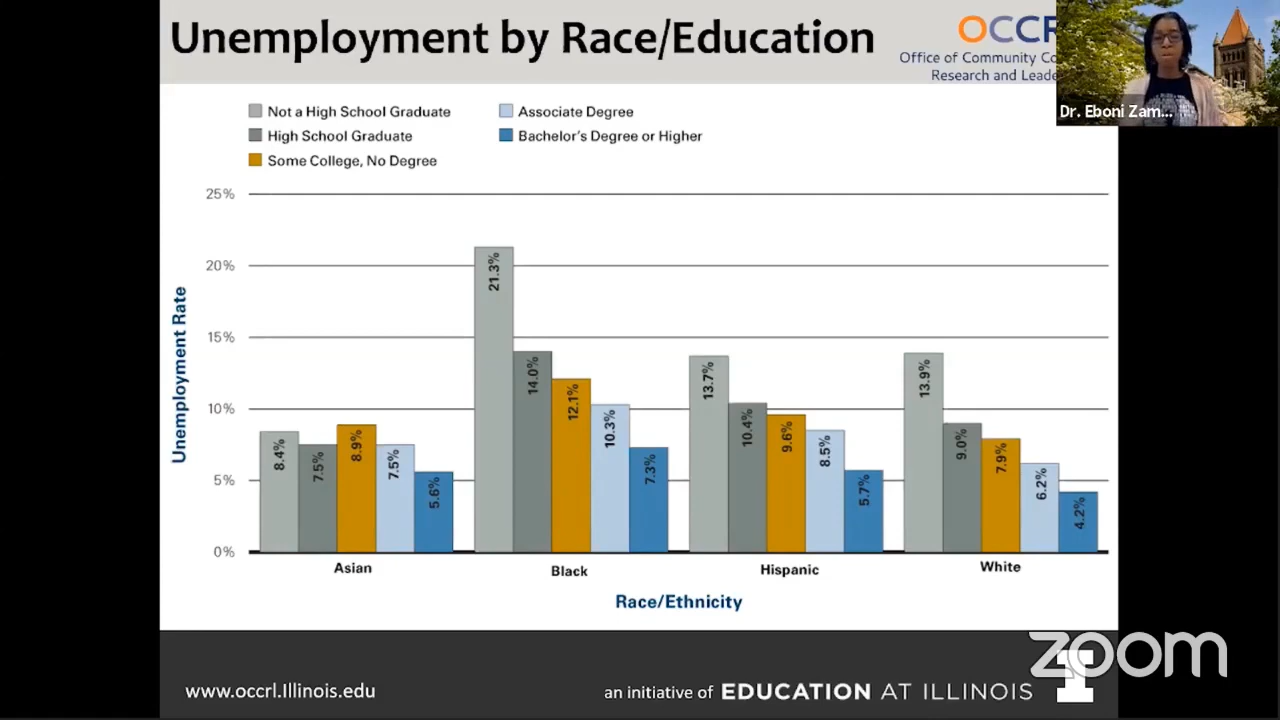 Unemployment by Race/Education
OCCR
Office of Community Co
Research and Leade
Dr. Eboni Zam...
Not a High School Graduate
High School Graduate
Some College, No Degree
Associate Degree
Bachelor's Degree or Higher
Unemployment Rate
25%
20%
15%
10%
5%
0%
8.4%
7.5%
8.9%
7.5%
5.6%
21.3%
14.0%
12.1%
10.3%
7.3%
13.7%
10.4%
9.6%
8.5%
5.7%
13.9%
9.0%
7.9%
6.2%
4.2%
Asian
Black
Hispanic
White
Race/Ethnicity
www.occrl.Illinois.edu
an initiative of EDUCATION AT ILLINOIS
I
zoom